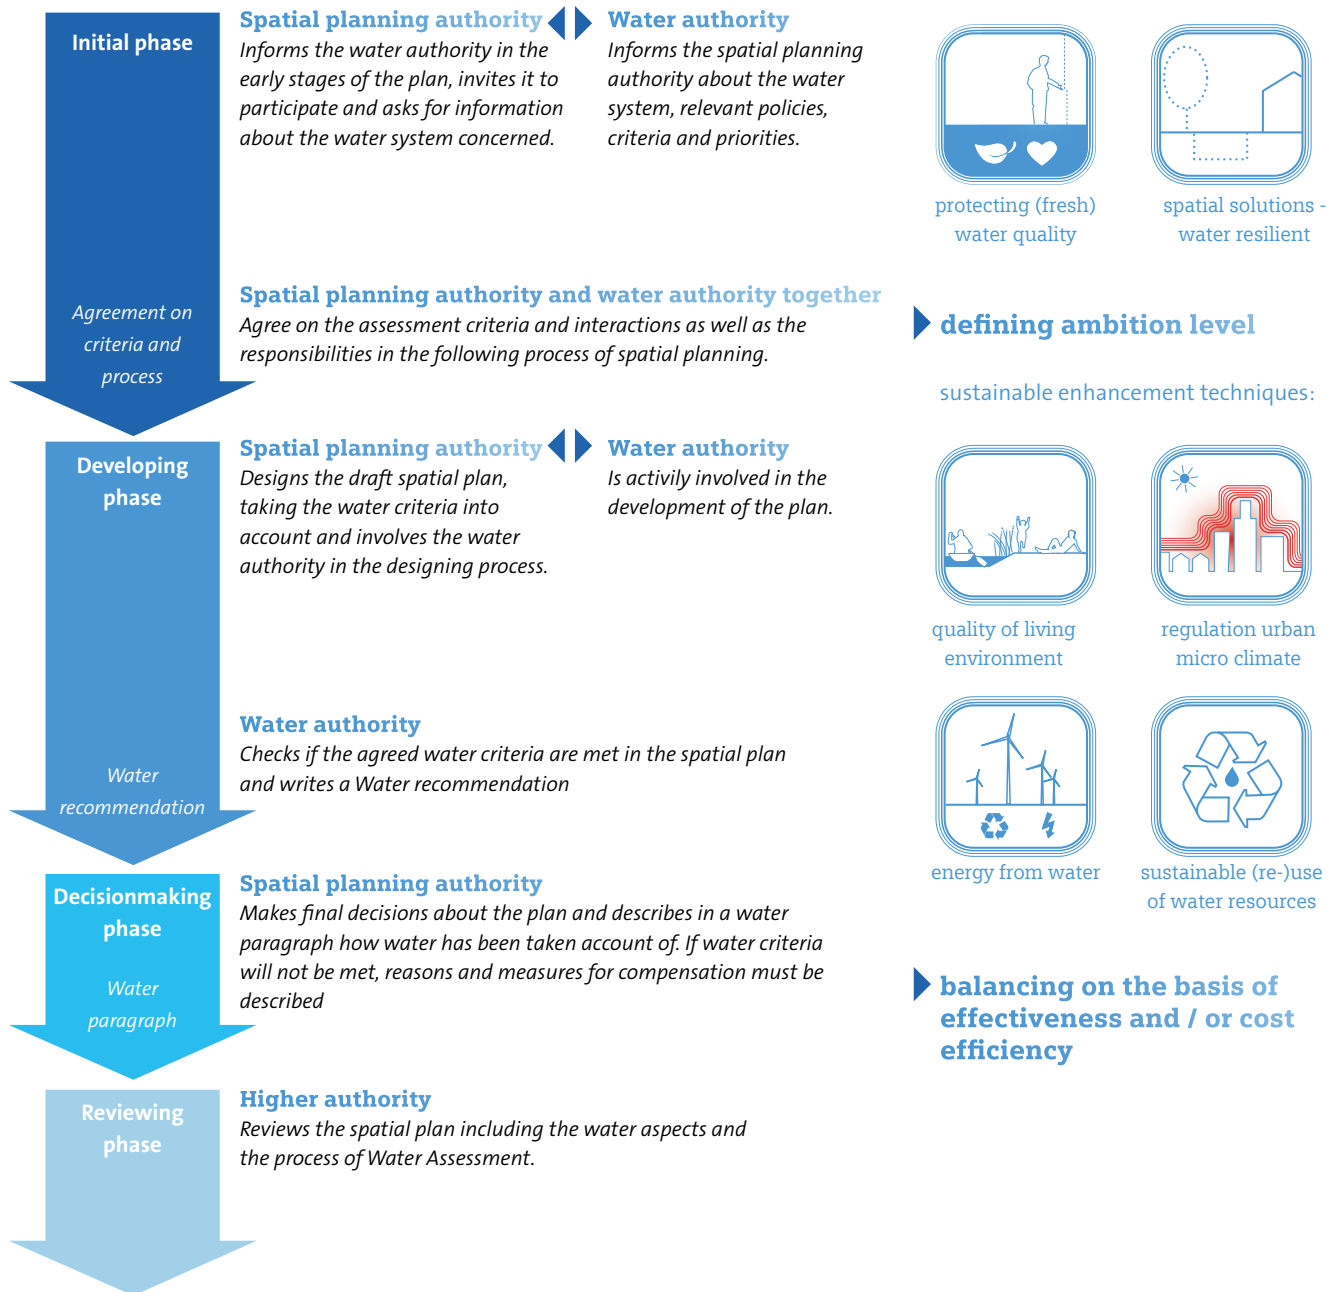 Initial phase
Agreement on
criteria and
process
Spatial planning authority
Informs the water authority in the
early stages of the plan, invites it to
participate and asks for information
about the water system concerned.
Water authority
Informs the spatial planning
authority about the water
system, relevant policies,
criteria and priorities.
Spatial planning authority and water authority together
Agree on the assessment criteria and interactions as well as the
responsibilities in the following process of spatial planning.
Developing
phase
Water
recommendation
Spatial planning authority
Designs the draft spatial plan,
taking the water criteria into
account and involves the water
authority in the designing process.
Water authority
Is activily involved in the
development of the plan.
Water authority
Checks if the agreed water criteria are met in the spatial plan
and writes a Water recommendation
Decisionmaking
phase
Water
paragraph
Spatial planning authority
Makes final decisions about the plan and describes in a water
paragraph how water has been taken account of. If water criteria
will not be met, reasons and measures for compensation must be
described
Reviewing
phase
Higher authority
Reviews the spatial plan including the water aspects and
the process of Water Assessment.
protecting (fresh)
water quality
spatial solutions -
water resilient
defining ambition level
sustainable enhancement techniques:
quality of living
environment
regulation urban
micro climate
energy from water
sustainable (re-)use
of water resources
balancing on the basis of
effectiveness and / or cost
efficiency